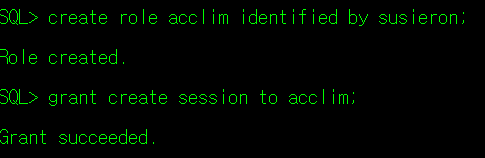 SQL> create role acclim identified by susieron;
Role created.
SQL> grant create session to acclim;
Grant succeeded.